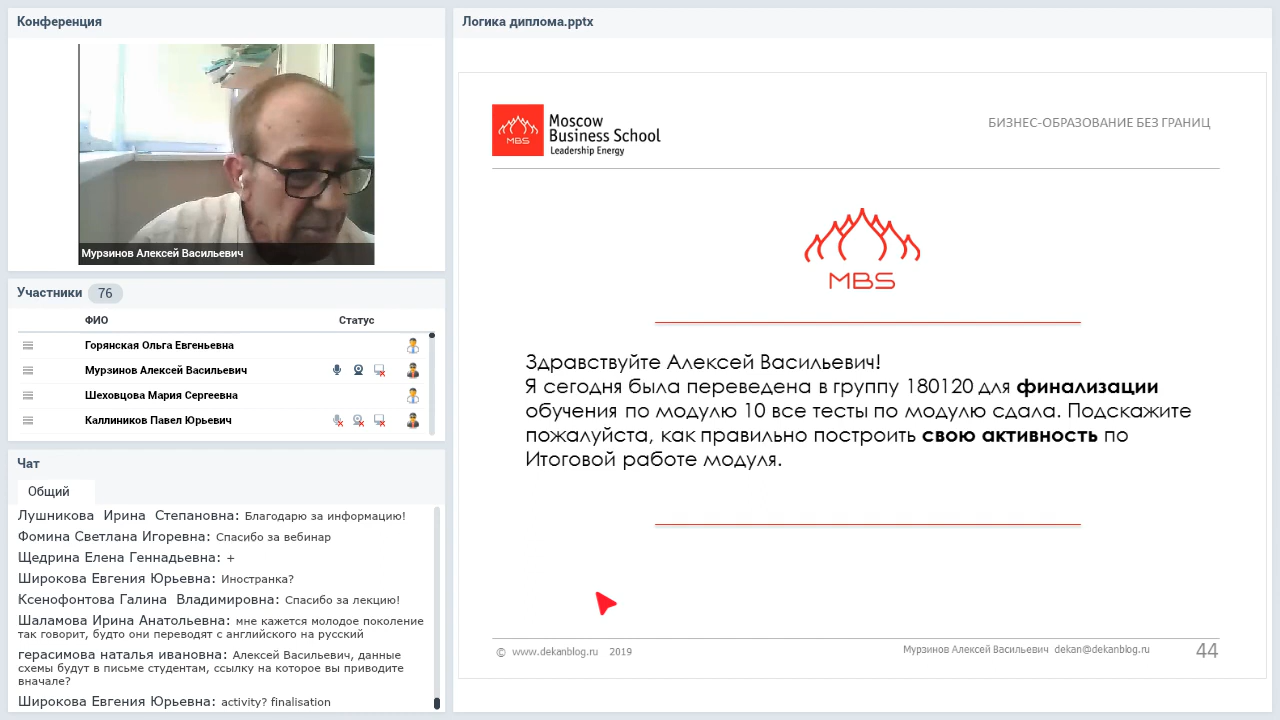 Конференция
Мурзинов Алексей Васильевич
Участники 76
ФИО Статус
Горянская Ольга Евгеньевна
Мурзинов Алексей Васильевич
Шеховцова Мария Сергеевна
Каллиников Павел Юрьевич
Чат
Общий
Лушникова Ирина Степановна: Благодарю за информацию!
Фомина Светлана Игоревна: Спасибо за вебинар
Щедрина Елена Геннадьевна: +
Широкова Евгения Юрьевна: Иностранка?
Ксенофонтова Галина Владимировна: Спасибо за лекцию!
Шаламова Ирина Анатольевна: мне кажется молодое поколение
так говорит, будто они переводят с английского на русский
герасимова наталья ивановна: Алексей Васильевич, данные
схемы будут в письме студентам, ссылку на которое вы приводите
вначале?
Широкова Евгения Юрьевна: activity? finalisation
Логика диплома.pptx
MBS
Moscow
Business School
Leadership Energy
БИЗНЕС-ОБРАЗОВАНИЕ БЕЗ ГРАНИЦ
MBS
Здравствуйте Алексей Васильевич!
Я сегодня была переведена в группу 180120 для финализации
обучения по модулю 10 все тесты по модулю сдала. Подскажите
пожалуйста, как правильно построить свою активность по
Итоговой работе модуля.
© www.dekanblog.ru 2019
Мурзинов Алексей Васильевич dekan@dekanblog.ru
44